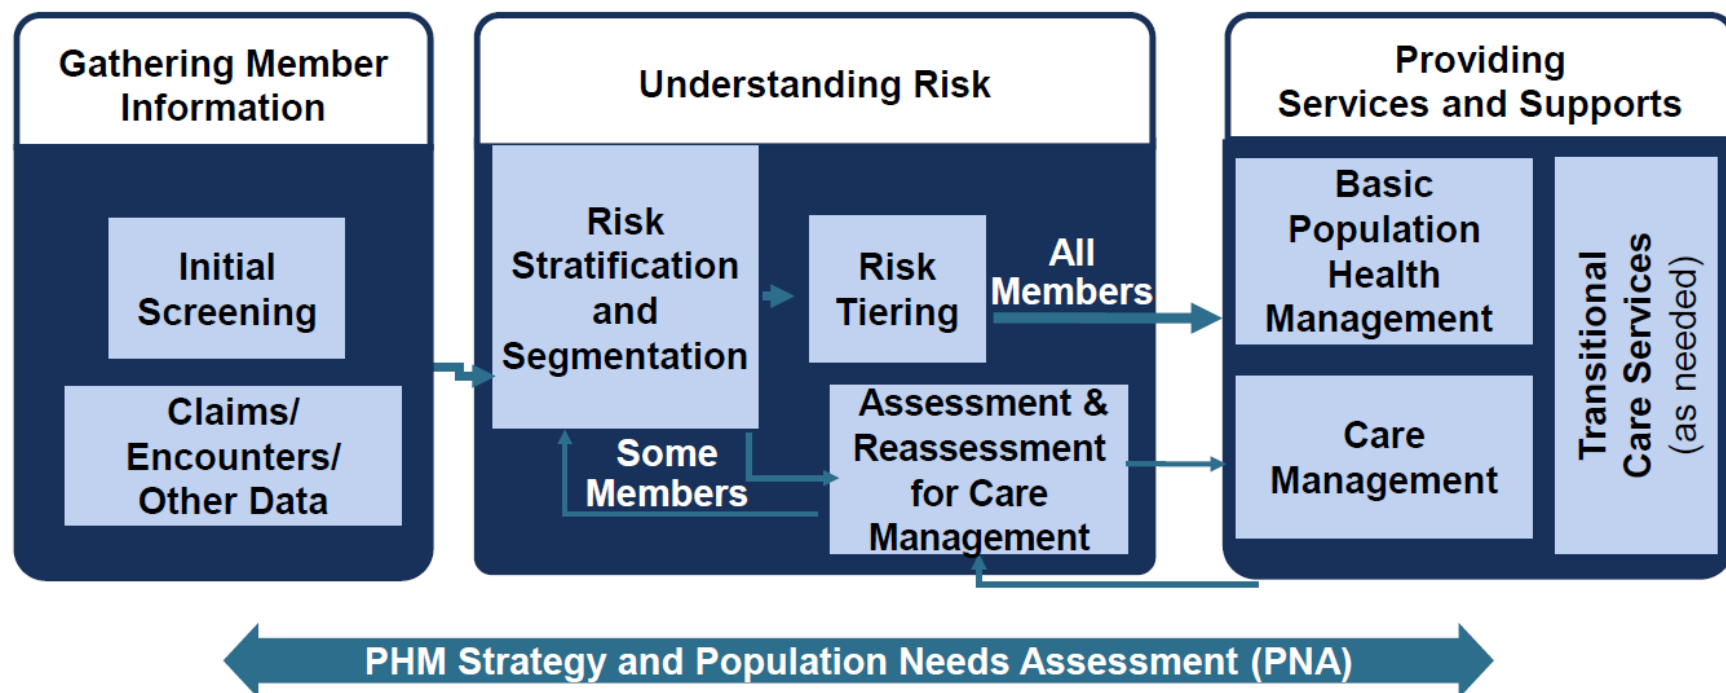 Gathering Member
Information
Initial
Screening
Claims/
Encounters/
Other Data
Understanding Risk
Risk
Stratification
and
Segmentation
Risk
Tiering
All
Members
Some
Members
Assessment &
Reassessment
for Care
Management
Providing
Services and Supports
Basic
Population
Health
Management
Care
Management
Transitional
Care Services
(as needed)
PHM Strategy and Population Needs Assessment (PNA)